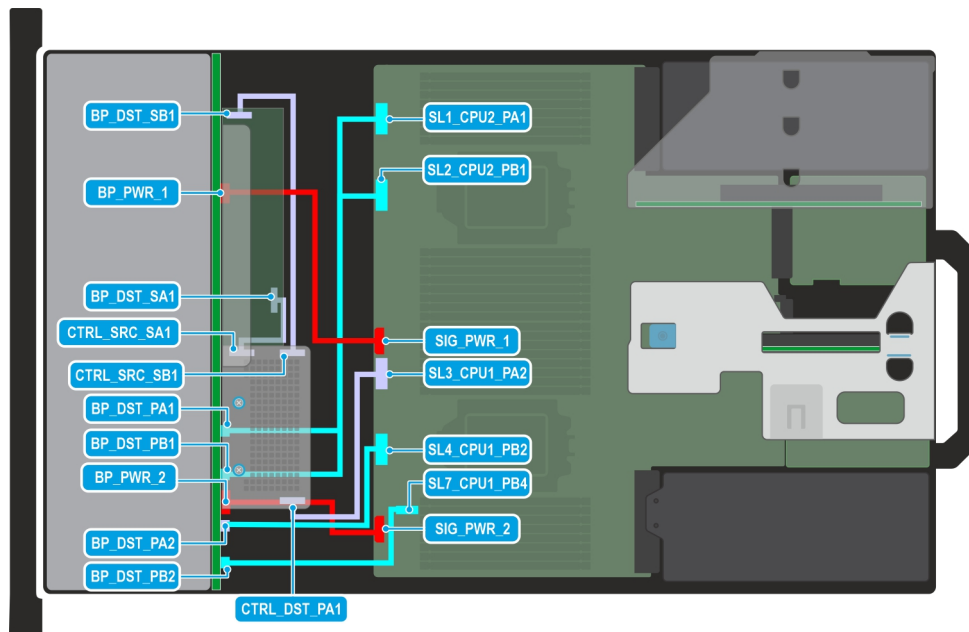 BP_DST_SB1
BP_PWR_1
BP_DST_SA1
CTRL_SRC_SA1
CTRL_SRC_SB1
BP_DST_PA1
BP_DST_PB1
BP_PWR_2
BP_DST_PA2
BP_DST_PB2
CTRL_DST_PA1
SL1_CPU2_PA1
SL2_CPU2_PB1
SIG_PWR_1
SL3_CPU1_PA2
SL4_CPU1_PB2
SL7_CPU1_PB4
SIG_PWR_2